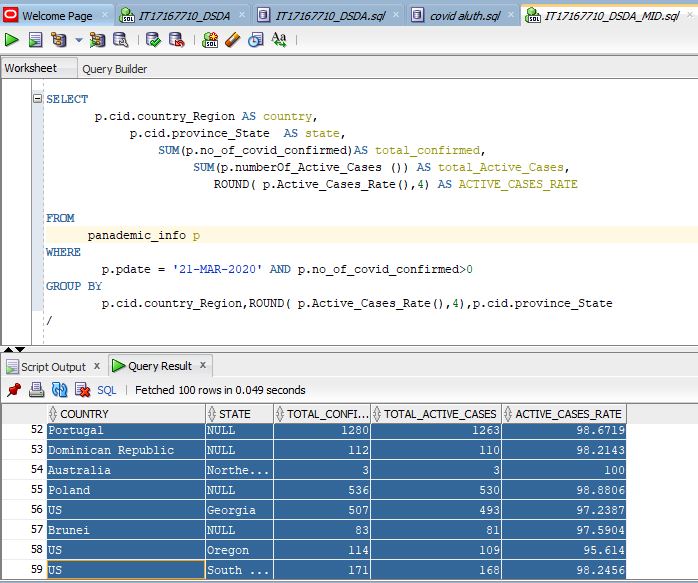 Welcome Page IT17167710_DSDA IT17167710_DSDA.sql covid aluth.sql IT17167710_DSDA_MID.sql
SQL Aa
Worksheet Query Builder
SELECT
p.cid.country_Region AS country,
p.cid.province_State AS state,
SUM(p.no_of_covid_confirmed)AS total_confirmed,
SUM(p.numberOf_Active_Cases ()) AS total_Active_Cases,
ROUND( p.Active_Cases_Rate(),4) AS ACTIVE_CASES_RATE
FROM
panademic_info p
WHERE
p.pdate = '21-MAR-2020' AND p.no_of_covid_confirmed>0
GROUP BY
p.cid.country_Region,ROUND( p.Active_Cases_Rate(),4),p.cid.province_State
/
Script Output x Query Result x
SQL | Fetched 100 rows in 0.049 seconds
COUNTRY STATE TOTAL_CONFI... TOTAL_ACTIVE_CASES ACTIVE_CASES_RATE
52 Portugal NULL 1280 1263 98.6719
53 Dominican Republic NULL 112 110 98.2143
54 Australia Northe... 3 3 100
55 Poland NULL 536 530 98.8806
56 US Georgia 507 493 97.2387
57 Brunei NULL 83 81 97.5904
58 US Oregon 114 109 95.614
59 US South ... 171 168 98.2456